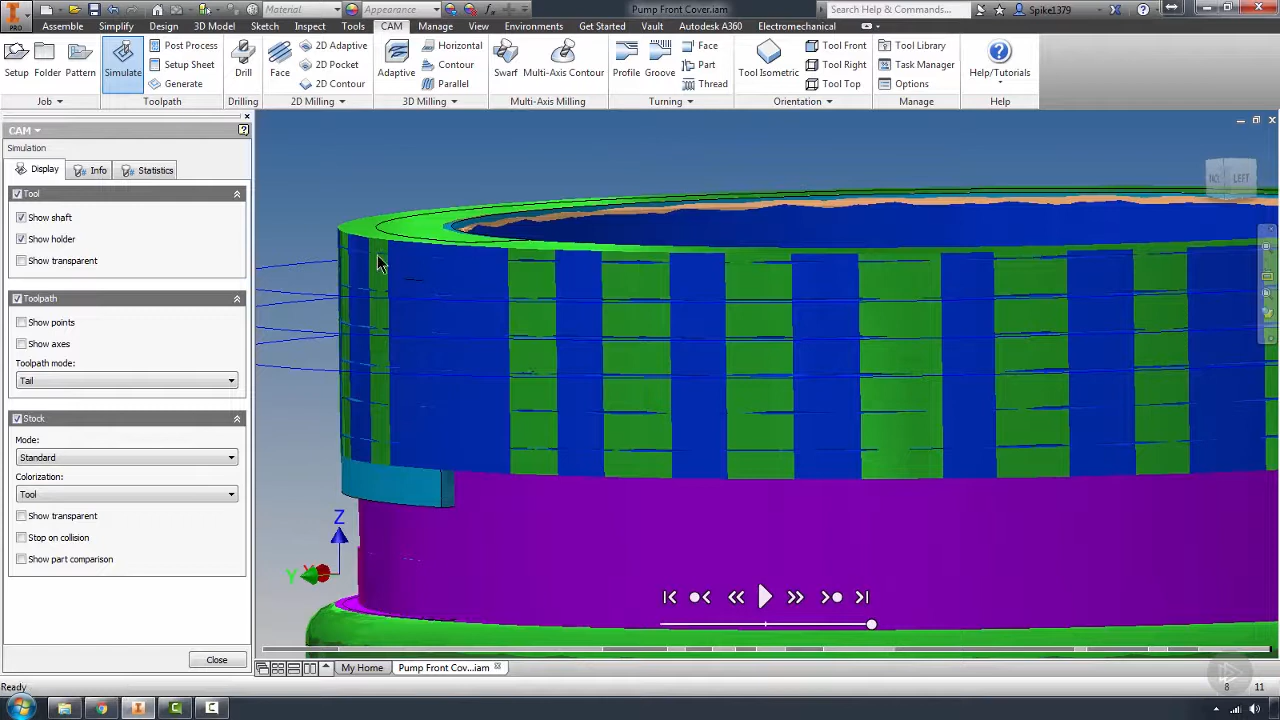 Material
Appearance
Pump Front Cover.iam
Search Help & Commands...
Spike1379
PRO
Assemble Simplify Design 3D Model Sketch Inspect Tools CAM Manage View Environments Get Started Vault Autodesk A360 Electromechanical
Setup Folder Pattern
Simulate
Post Process
Setup Sheet
Generate
Drill
Face
2D Adaptive
2D Pocket
2D Contour
Adaptive
Horizontal
Contour
Parallel
Swarf Multi-Axis Contour
Profile Groove
Face
Part
Thread
Tool Isometric
Tool Front
Tool Right
Tool Top
Tool Library
Task Manager
Options
Help/Tutorials
Job Toolpath Drilling 2D Milling 3D Milling Multi-Axis Milling Turning Orientation Manage Help
CAM
Simulation
Display Info Statistics
Tool
Show shaft
Show holder
Show transparent
Toolpath
Show points
Show axes
Toolpath mode:
Tail
Stock
Mode:
Standard
Colorization:
Tool
Show transparent
Stop on collision
Show part comparison
Close
LEFT
Z
Y
My Home Pump Front Cov...iam
Ready
8 11